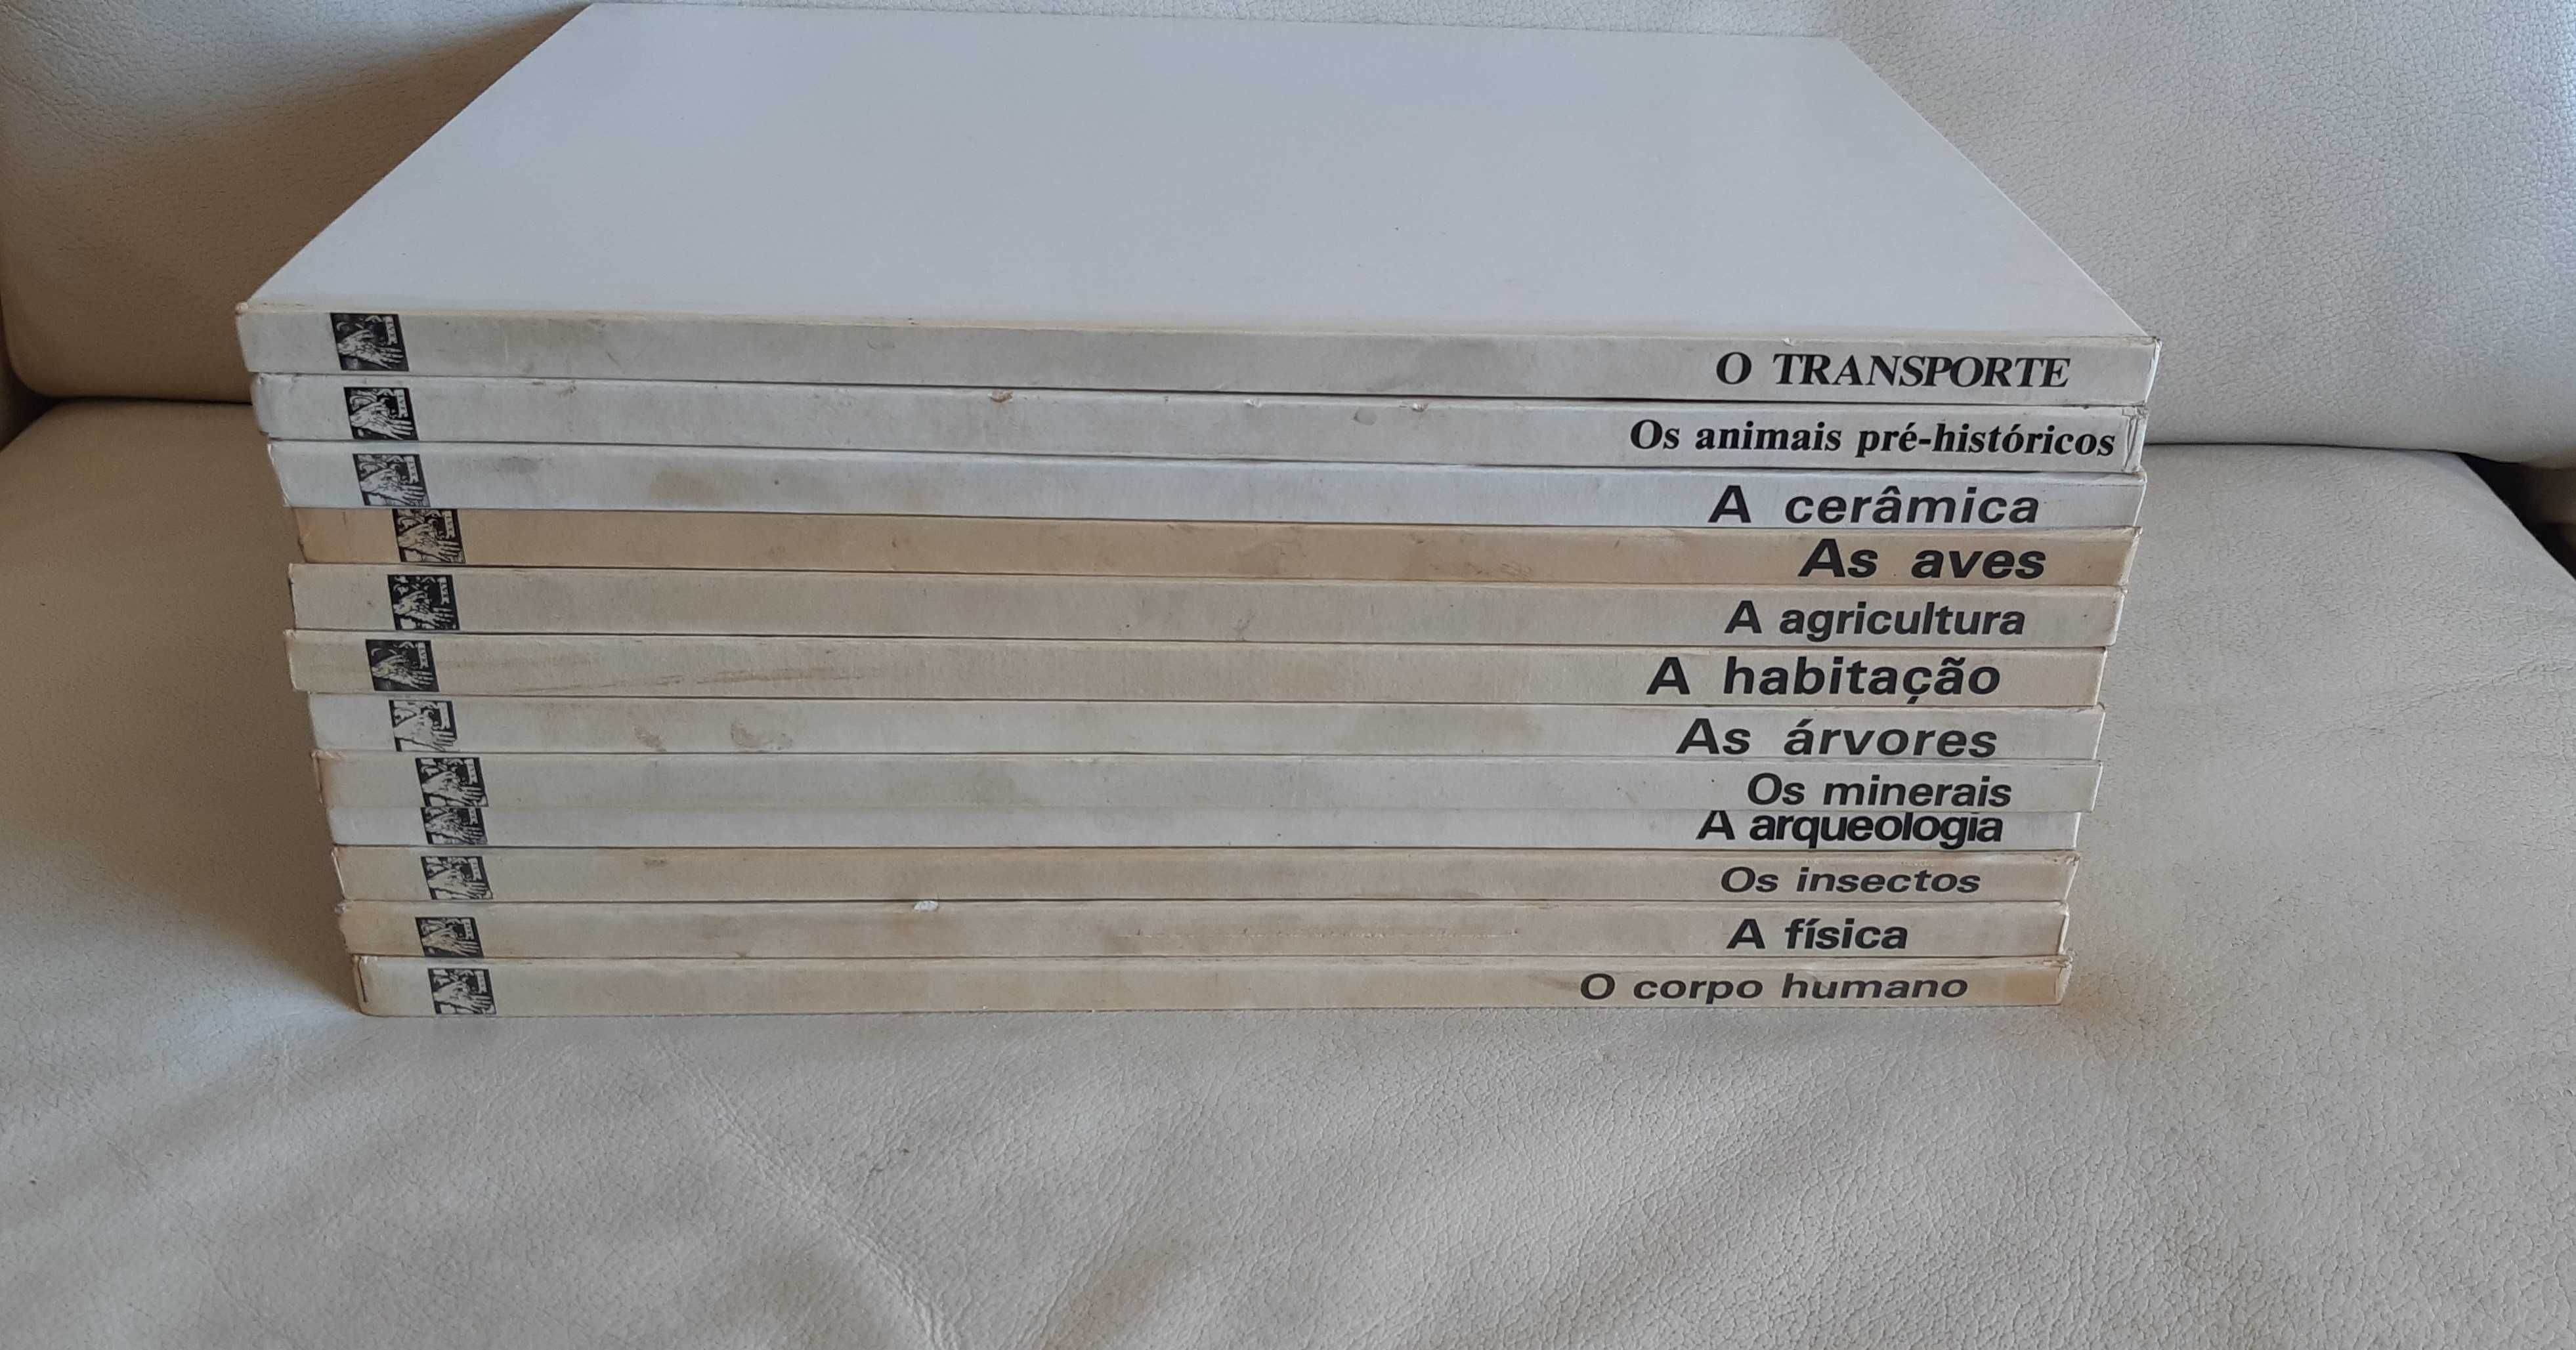 O TRANSPORTE
Os animais pré-históricos
A cerâmica
As aves
A agricultura
A habitação
As árvores
Os minerais
A arqueologia
Os insectos
A física
O corpo humano